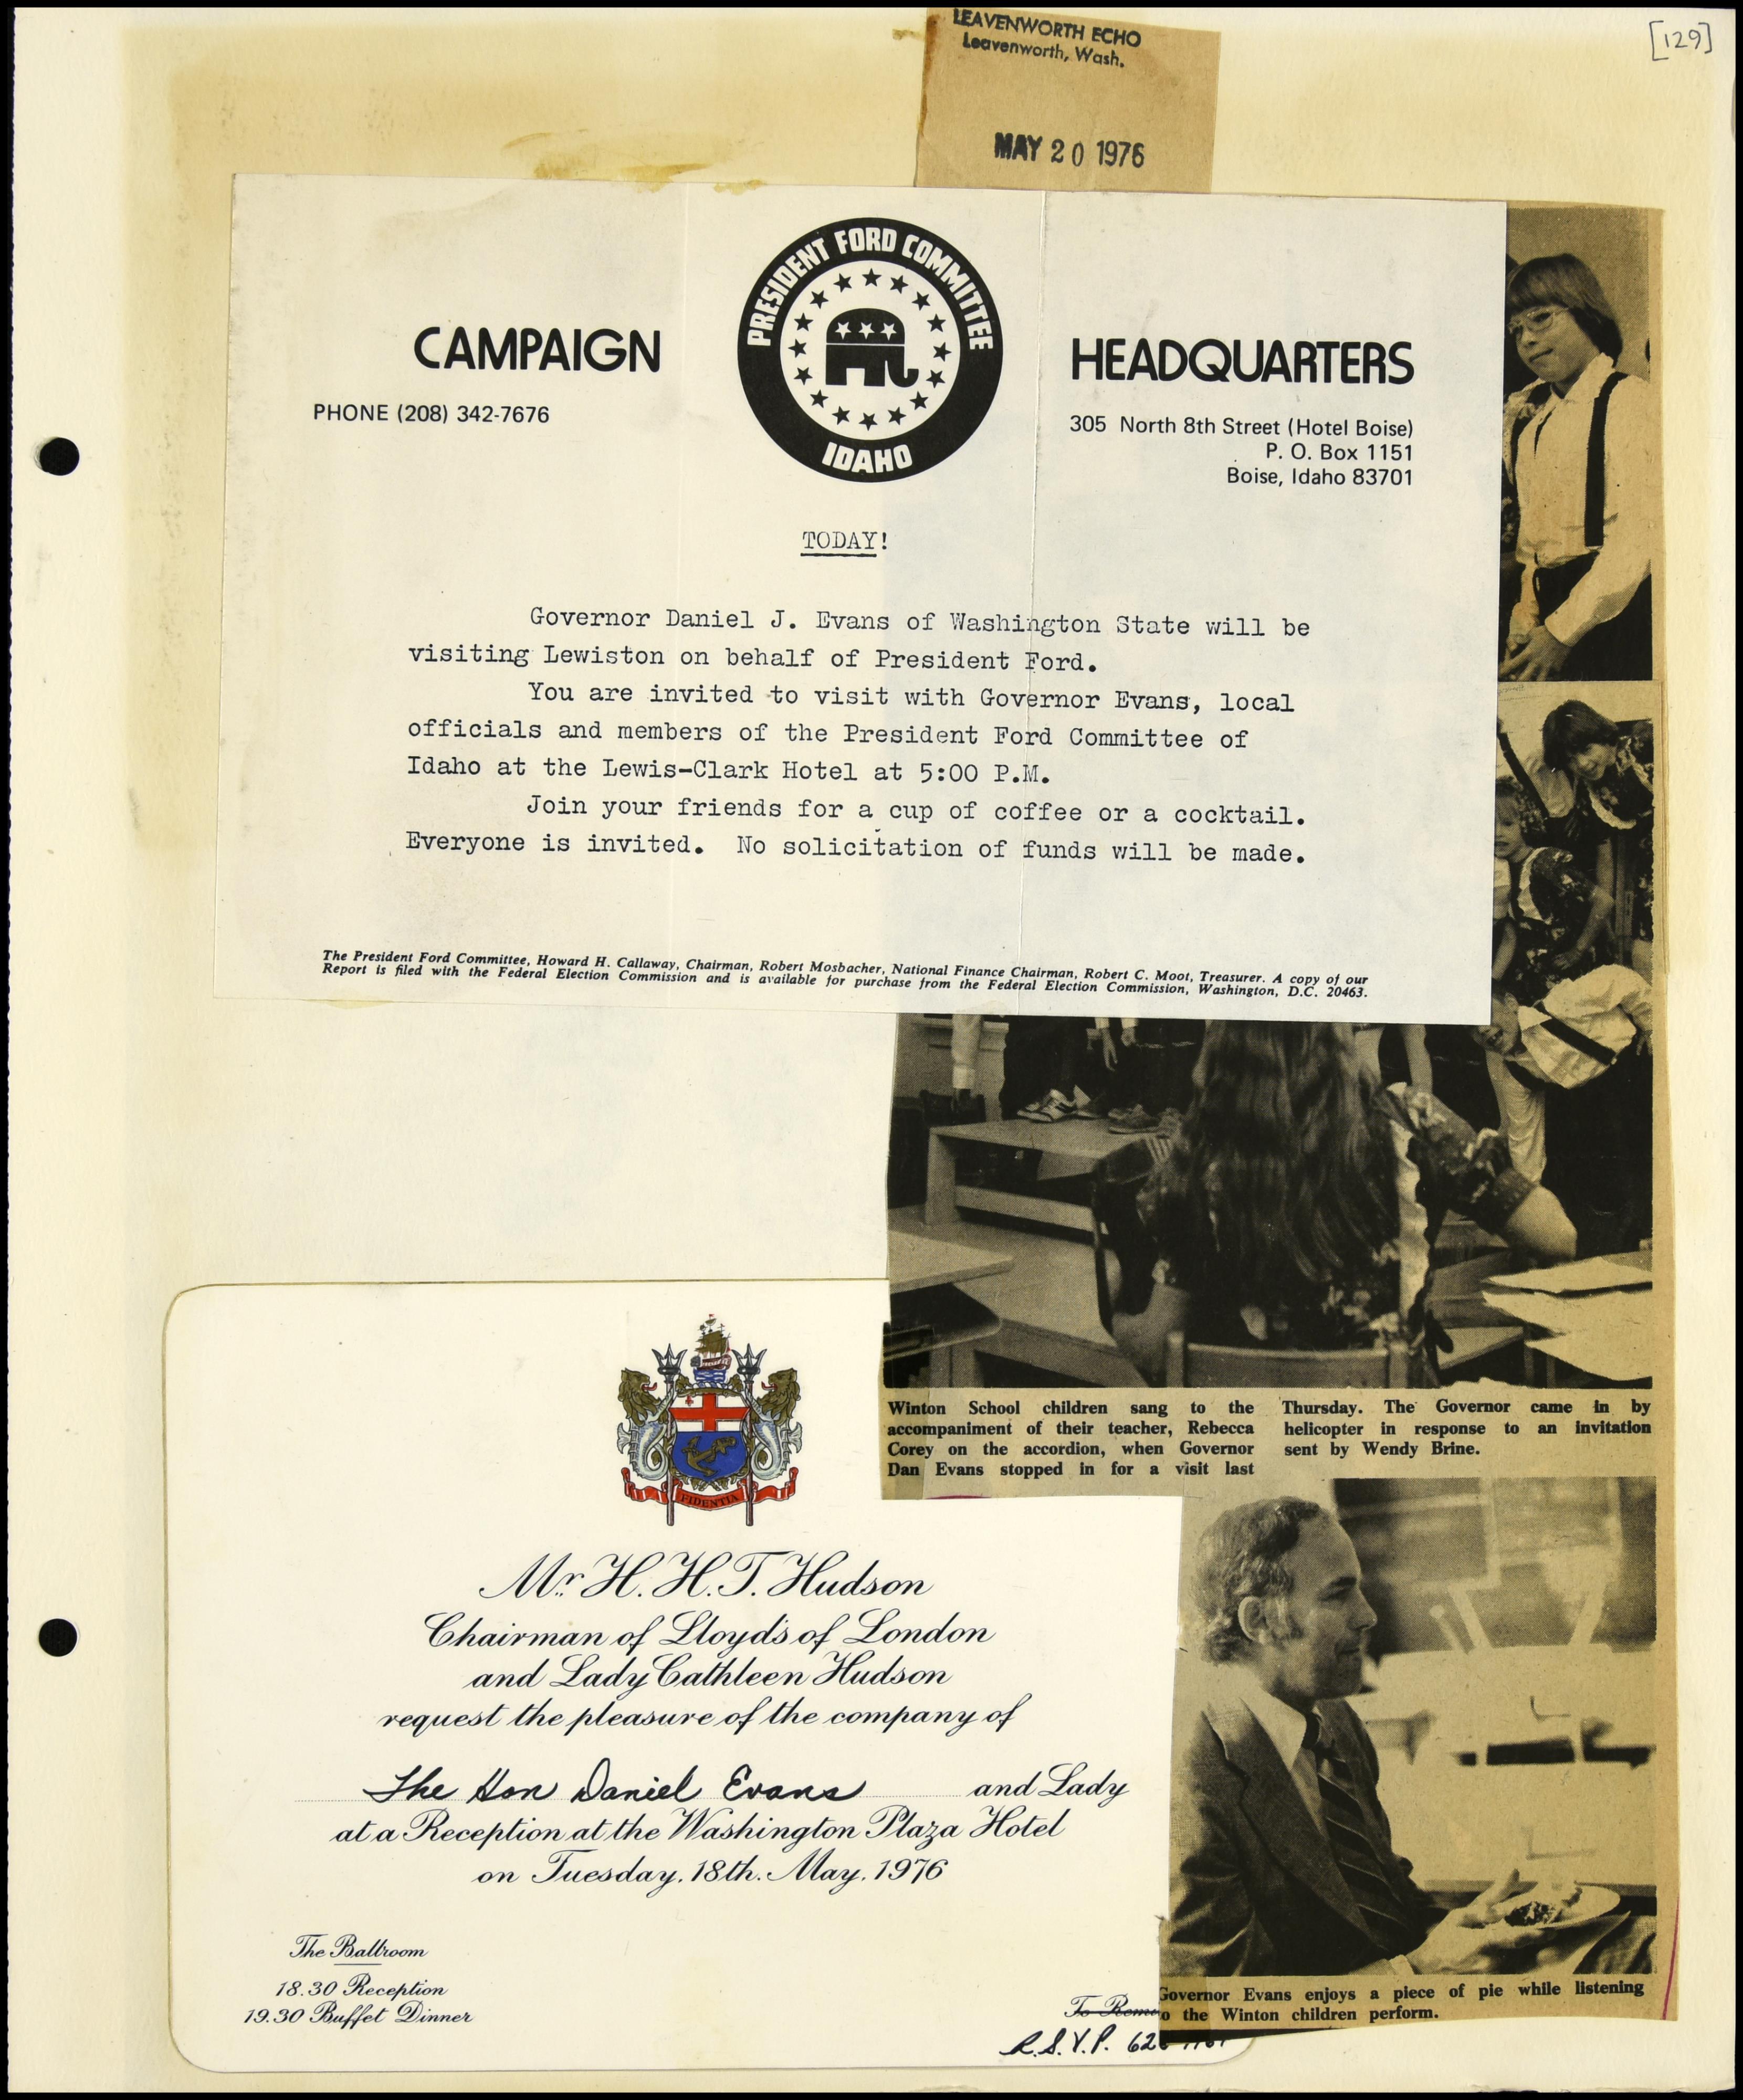 LEAVENWORTH ECHO
Leavenworth, Wash.
[129]
MAY 20 1976
PRESIDENT FORD COMMITTEE
IDAHO
CAMPAIGN
HEADQUARTERS
PHONE (208) 342-7676
305 North 8th Street (Hotel Boise)
P. O. Box 1151
Boise, Idaho 83701
TODAY!
Governor Daniel J. Evans of Washington State will be
visiting Lewiston on behalf of President Ford.
You are invited to visit with Governor Evans, local
officials and members of the President Ford Committee of
Idaho at the Lewis-Clark Hotel at 5:00 P.M.
Join your friends for a cup of coffee or a cocktail.
Everyone is invited. No solicitation of funds will be made.
The President Ford Committee, Howard H. Callaway, Chairman, Robert Mosbacher, National Finance Chairman, Robert C. Moot, Treasurer. A copy of our
Report is filed with the Federal Election Commission and is available for purchase from the Federal Election Commission, Washington, D.C. 20463.
Winton School children sang to the
accompaniment of their teacher, Rebecca
Corey on the accordion, when Governor
Dan Evans stopped in for a visit last
Thursday. The Governor came in by
helicopter in response to an invitation
sent by Wendy Brine.
FIDENTIA
Mr. H. H. T. Hudson
Chairman of Lloyd's of London
and Lady Cathleen Hudson
request the pleasure of the company of
The Hon Daniel Evans and Lady
at a Reception at the Washington Plaza Hotel
on Tuesday, 18th. May, 1976
The Ballroom
18.30 Reception
19.30 Buffet Dinner
To
R.S.V.P.
Governor Evans enjoys a piece of pie while listening
o the Winton children perform.